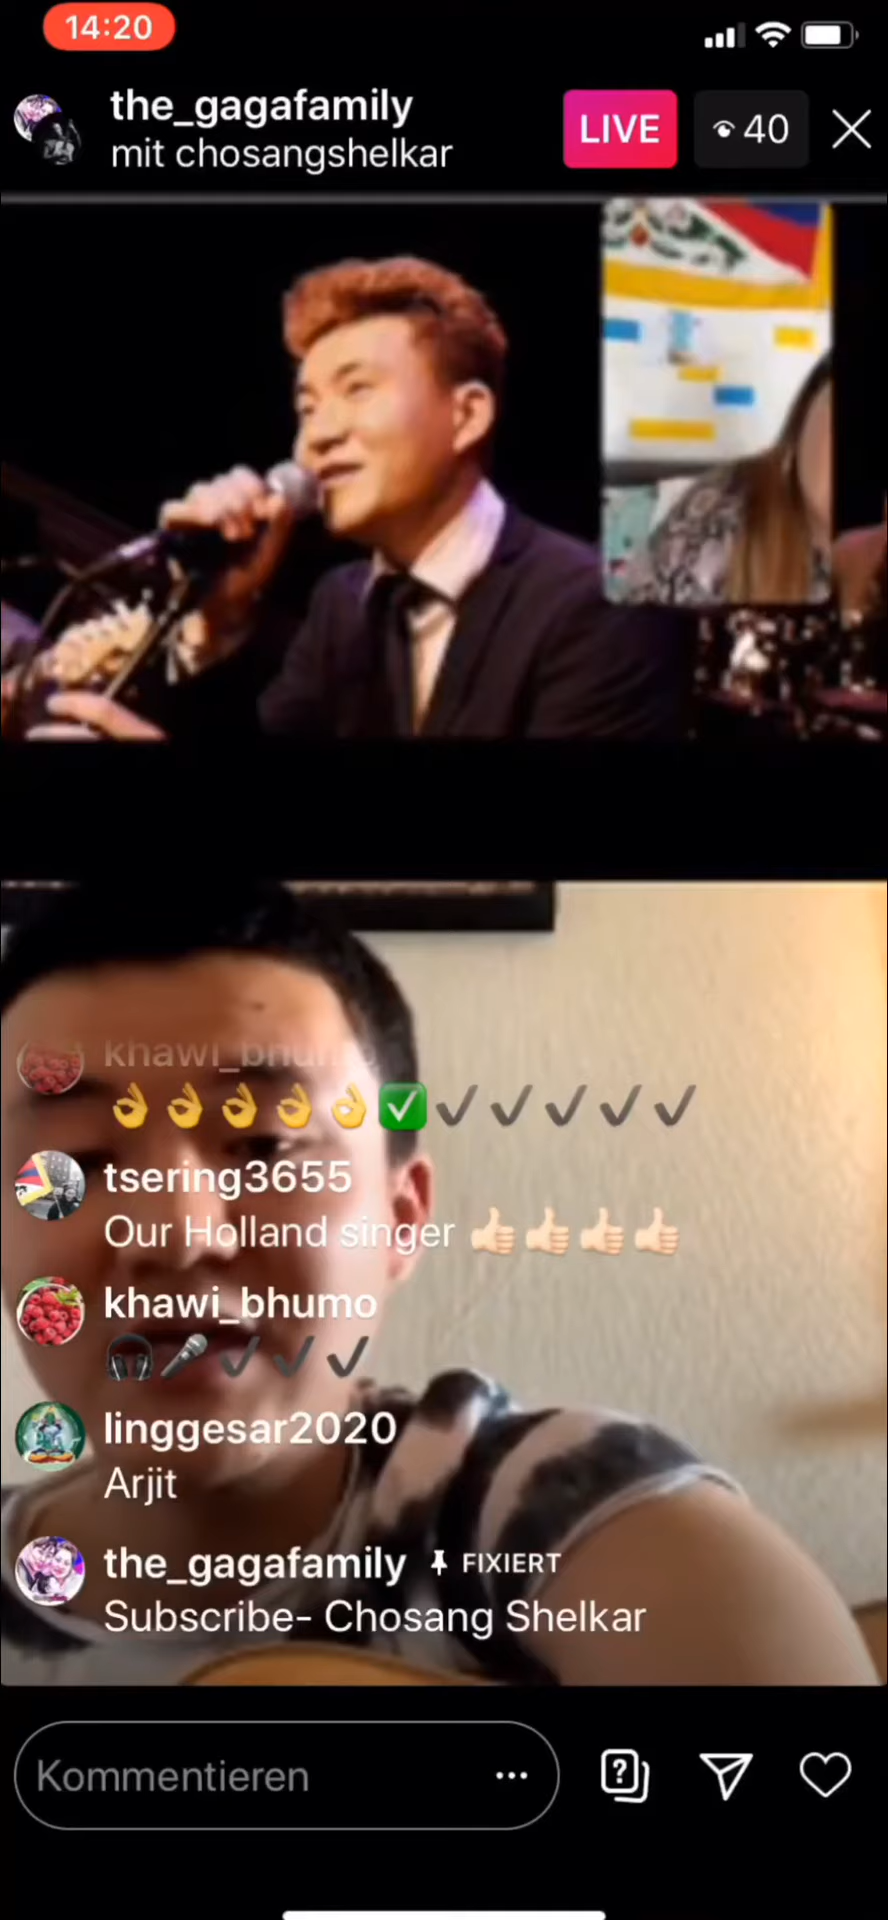 14:20
the_gagafamily
mit chosangshelkar
LIVE
40
khawi_bhumo
tsering3655
Our Holland singer
khawi_bhumo
linggesar2020
Arjit
the_gagafamily FIXIERT
Subscribe- Chosang Shelkar
Kommentieren